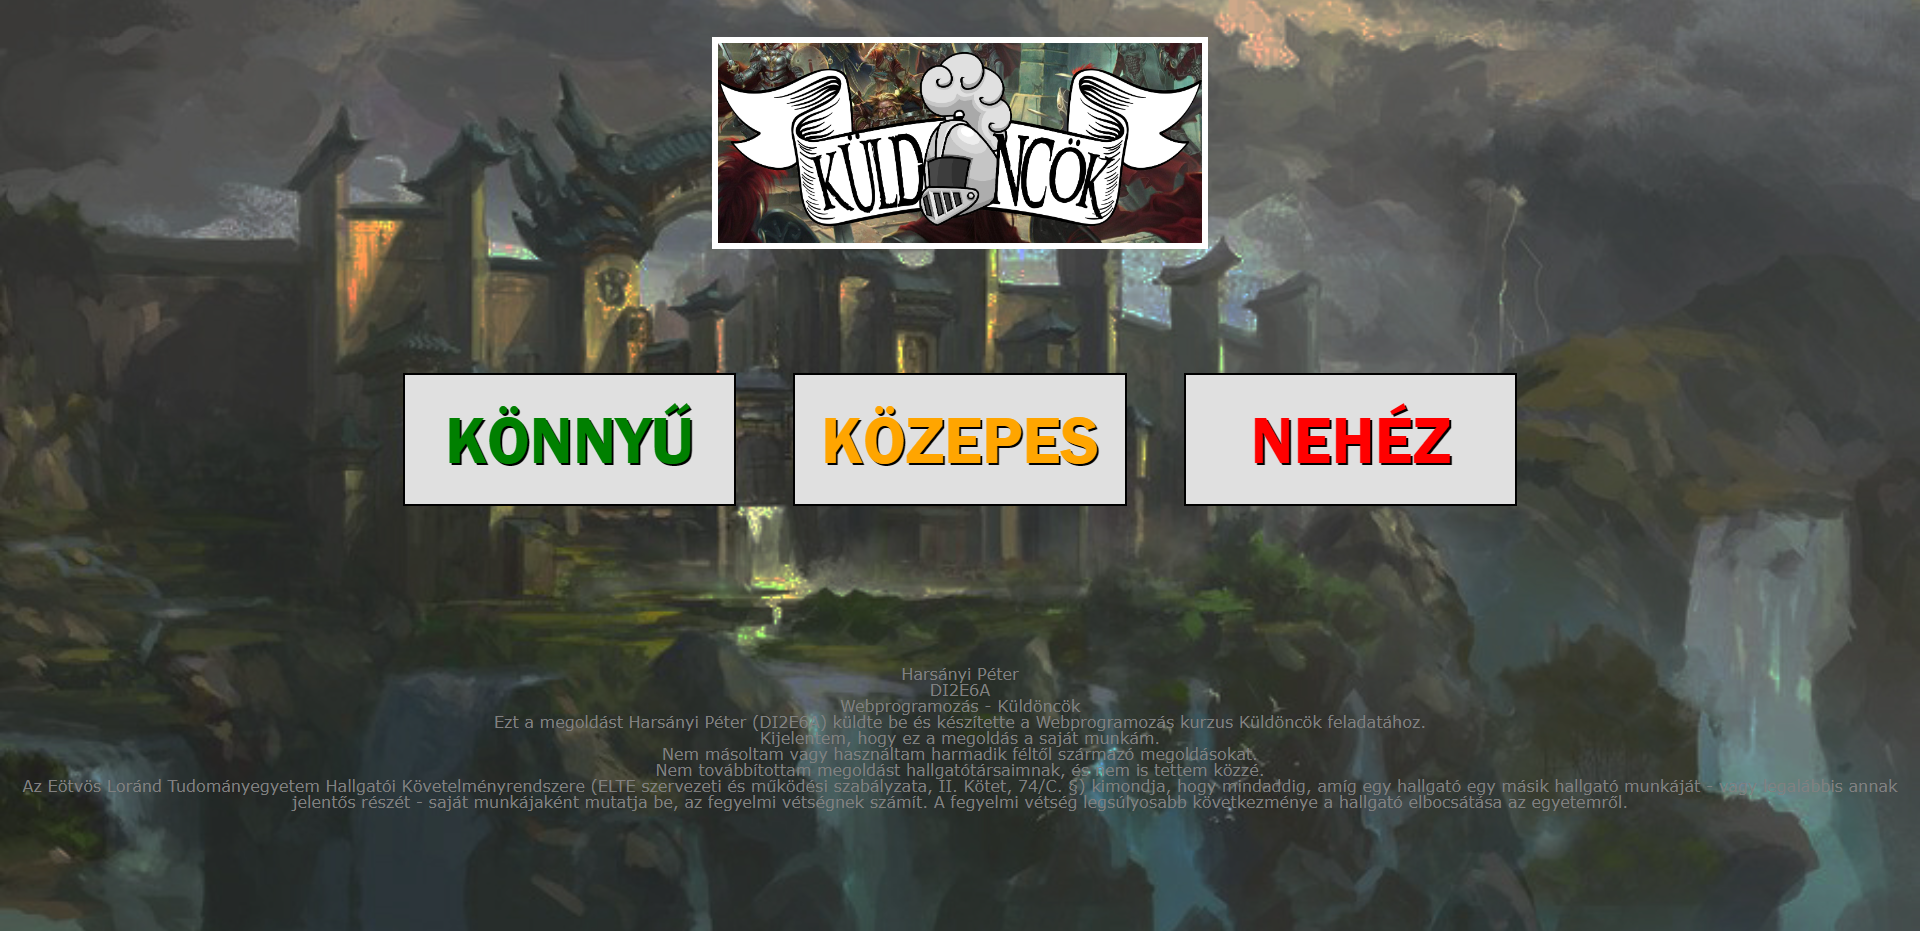 KÜLDÖNCÖK
KÖNNYŰ
KÖZEPES
NEHÉZ
Harsányi Péter
DI2E6A
Webprogramozás - Küldöncök
Ezt a megoldást Harsányi Péter (DI2E6A) küldte be és készítette a Webprogramozás kurzus Küldöncök feladatához.
Kijelentem, hogy ez a megoldás a saját munkám.
Nem másoltam vagy használtam harmadik féltől származó megoldásokat.
Nem továbbítottam megoldást hallgatótársaimnak, és nem is tettem közzé.
Az Eötvös Loránd Tudományegyetem Hallgatói Követelményrendszere (ELTE szervezeti és működési szabályzata, II. Kötet, 74/C. §) kimondja, hogy mindaddig, amíg egy hallgató egy másik hallgató munkáját - vagy legalábbis annak
jelentős részét - saját munkájaként mutatja be, az fegyelmi vétségnek számít. A fegyelmi vétség legsúlyosabb következménye a hallgató elbocsátása az egyetemről.